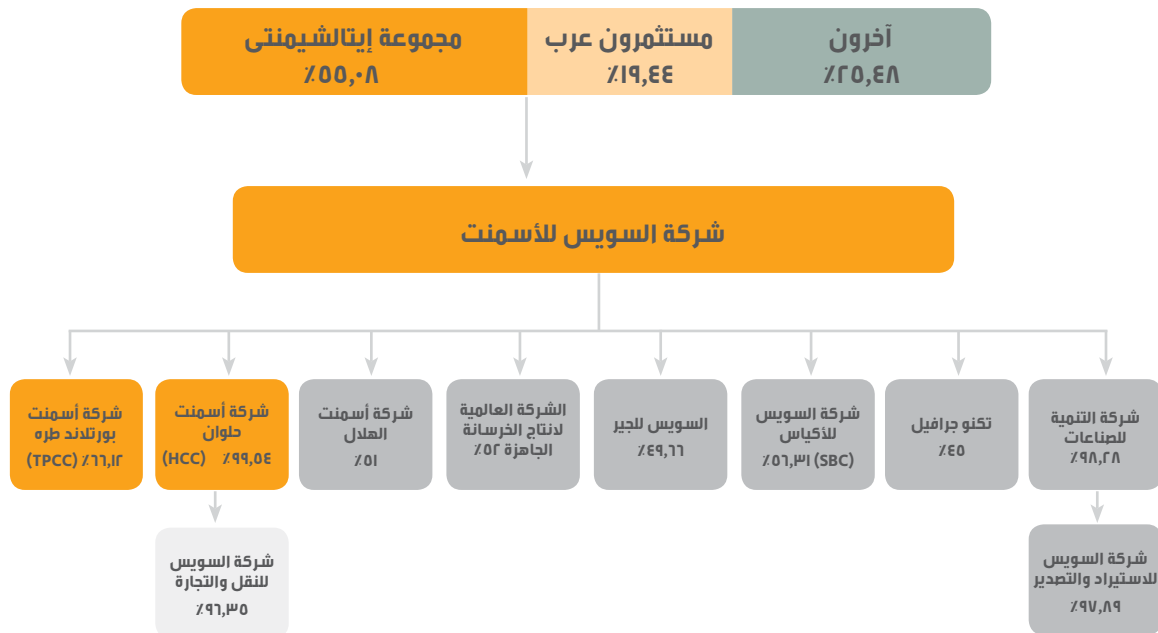 آخرون
٢٥,٤٨٪
مستثمرون عرب
١٩,٤٤٪
مجموعة إيتالشيمنتى
٥٥,٠٨٪
شركة السويس للأسمنت
شركة التنمية
للصناعات
٩٨,٢٨٪
تكنو جرافيل
٤٥٪
شركة السويس
للأكياس
(SBC) ٥٦,٣١٪
السويس للجير
٤٩,٦٦٪
الشركة العالمية
لانتاج الخرسانة
الجاهزة ٥٢٪
شركة أسمنت
الهلال
٥١٪
شركة أسمنت
حلوان
٩٩,٥٤٪ (HCC)
شركة أسمنت
بورتلاند طره
٦٦,١٢٪ (TPCC)
شركة السويس
للاستيراد والتصدير
٩٧,٨٩٪
شركة السويس
للنقل والتجارة
٩٦,٣٥٪